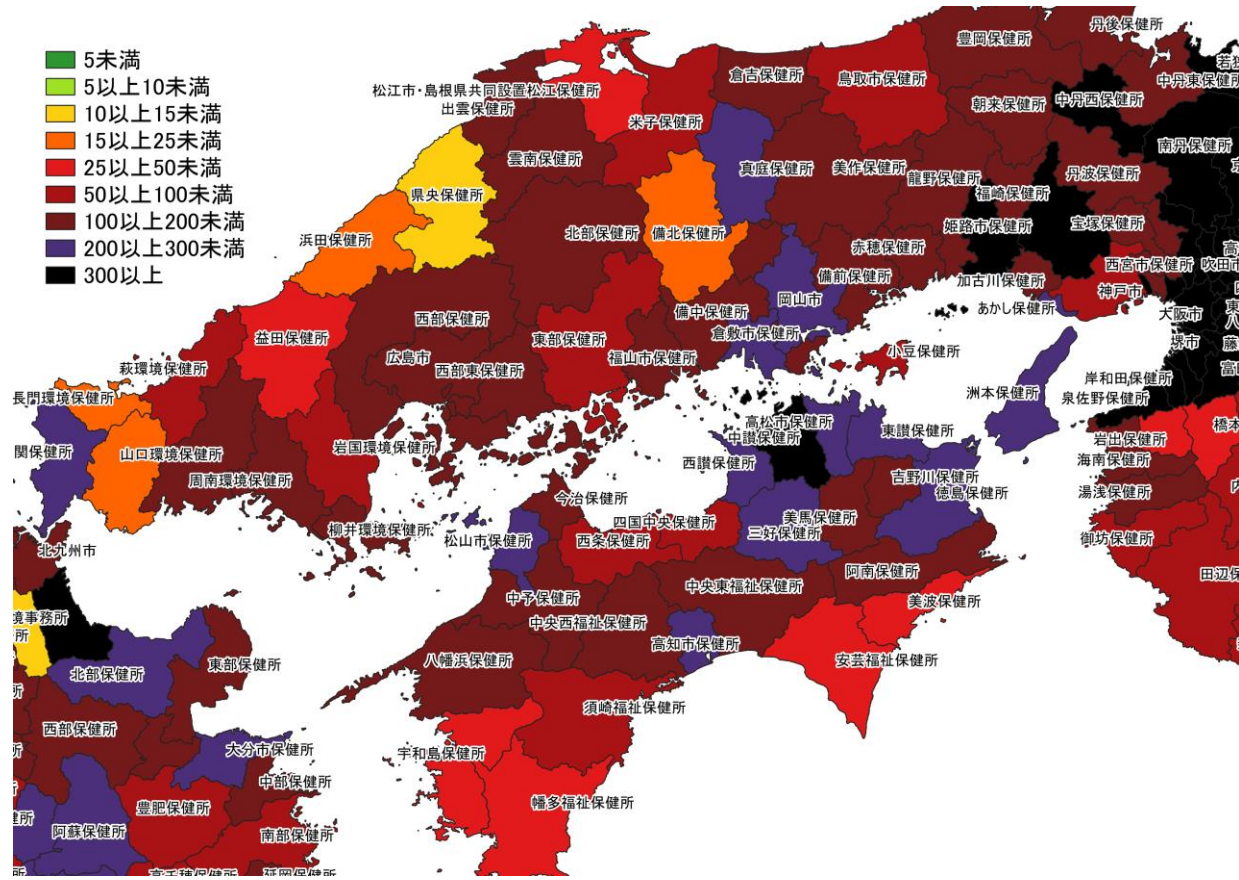 5未満
5以上10未満
10以上15未満
15以上25未満
25以上50未満
50以上100未満
100以上200未満
200以上300未満
300以上
丹後保健所
豊岡保健所
中丹東保健所
倉吉保健所
鳥取市保健所
松江市・島根県共同設置松江保健所
出雲保健所
朝来保健所
中丹西保健所
米子保健所
南丹保健所
雲南保健所
真庭保健所
美作保健所
龍野保健所
丹波保健所
県央保健所
福崎保健所
姫路市保健所
宝塚保健所
浜田保健所
北部保健所
備北保健所
赤穂保健所
西宮市保健所
吹田市
備前保健所
加古川保健所
神戸市
岡山市
あかし保健所
大阪市
西部保健所
備中保健所
倉敷市保健所
益田保健所
東部保健所
堺市
広島市
福山市保健所
西部東保健所
小豆保健所
萩環境保健所
岸和田保健所
長門環境保健所
洲本保健所
泉佐野保健所
高松市保健所
中讃保健所
東讃保健所
関保健所
山口環境保健所
岩国環境保健所
西讃保健所
岩出保健所
周南環境保健所
海南保健所
吉野川保健所
徳島保健所
湯浅保健所
今治保健所
四国中央保健所
美馬保健所
柳井環境保健所
松山市保健所
西条保健所
三好保健所
御坊保健所
北九州市
中央東福祉保健所
阿南保健所
中予保健所
美波保健所
境事務所
中央西福祉保健所
高知市保健所
八幡浜保健所
安芸福祉保健所
東部保健所
北部保健所
須崎福祉保健所
西部保健所
大分市保健所
宇和島保健所
中部保健所
幡多福祉保健所
豊肥保健所
阿蘇保健所
南部保健所
高千穂保健所
延岡保健所